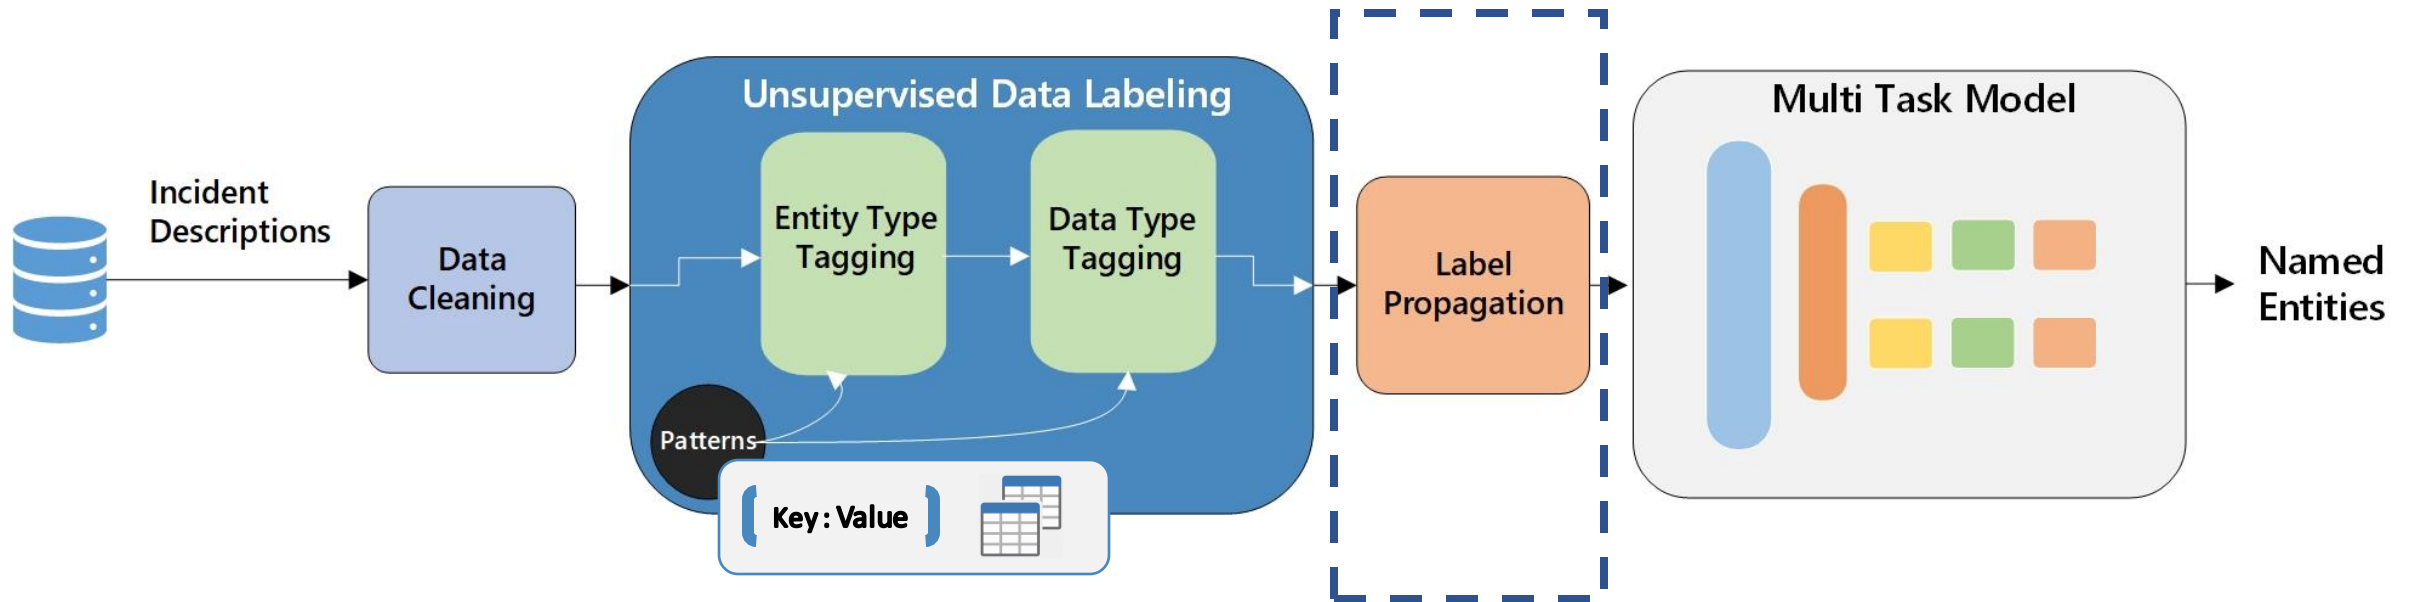 Incident
Descriptions
Data
Cleaning
Unsupervised Data Labeling
Entity Type
Tagging
Data Type
Tagging
Patterns
Key : Value
Label
Propagation
Multi Task Model
Named
Entities